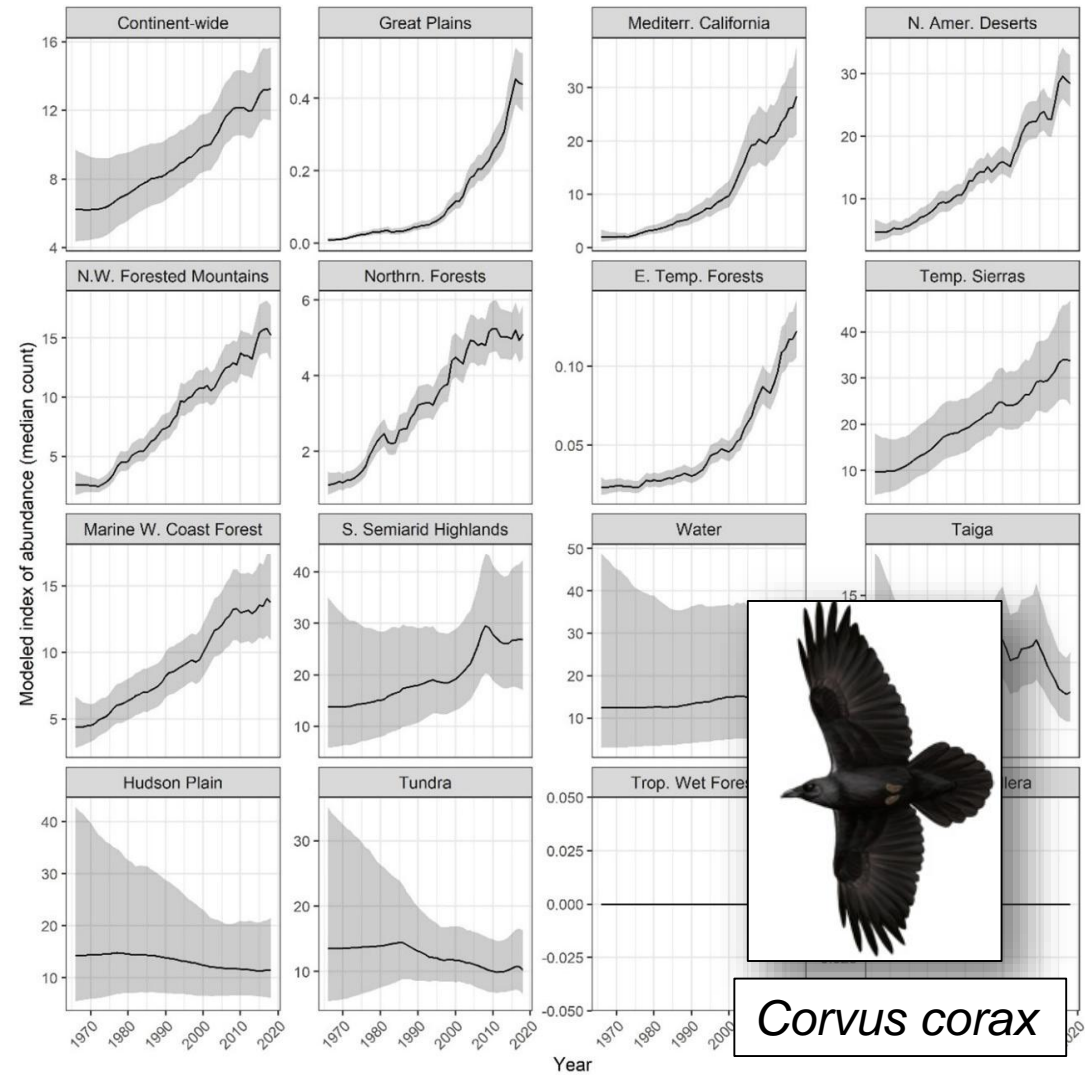 Continent-wide
Great Plains
Mediterr. California
N. Amer. Deserts
16
12
8
4
0.4
0.2
0.0
30
20
10
0
30
20
10
N.W. Forested Mountains
Northrn. Forests
E. Temp. Forests
Temp. Sierras
15
10
5
6
4
2
0.10
0.05
40
30
20
10
Modeled index of abundance (median count)
Marine W. Coast Forest
S. Semiarid Highlands
Water
Taiga
15
10
5
40
30
20
10
50
40
30
20
10
15
Hudson Plain
Tundra
Trop. Wet Fores
lera
40
30
20
10
30
20
10
0.050
0.025
0.000
-0.025
-0.050
1970 1980 1990 2000 2010 2020
1970 1980 1990 2000 2010 2020
1970 1980 1990
20
Year
Corvus corax